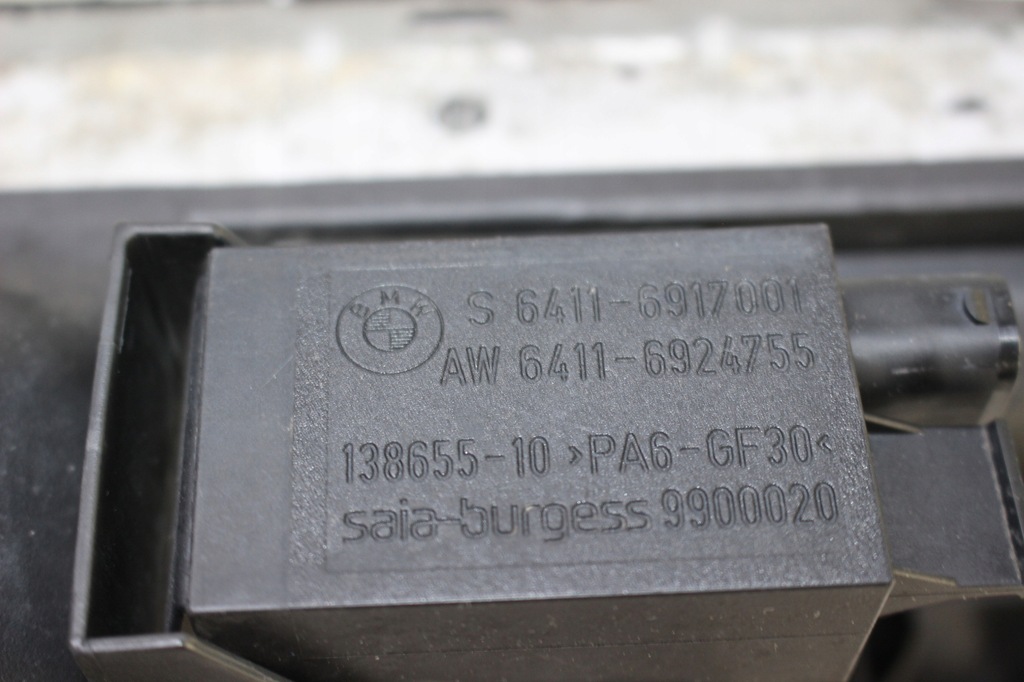 BMW S 6411-6917001
AW 6411-6924755
138655-10 >PA6-GF30<
saia-burgess 9900020